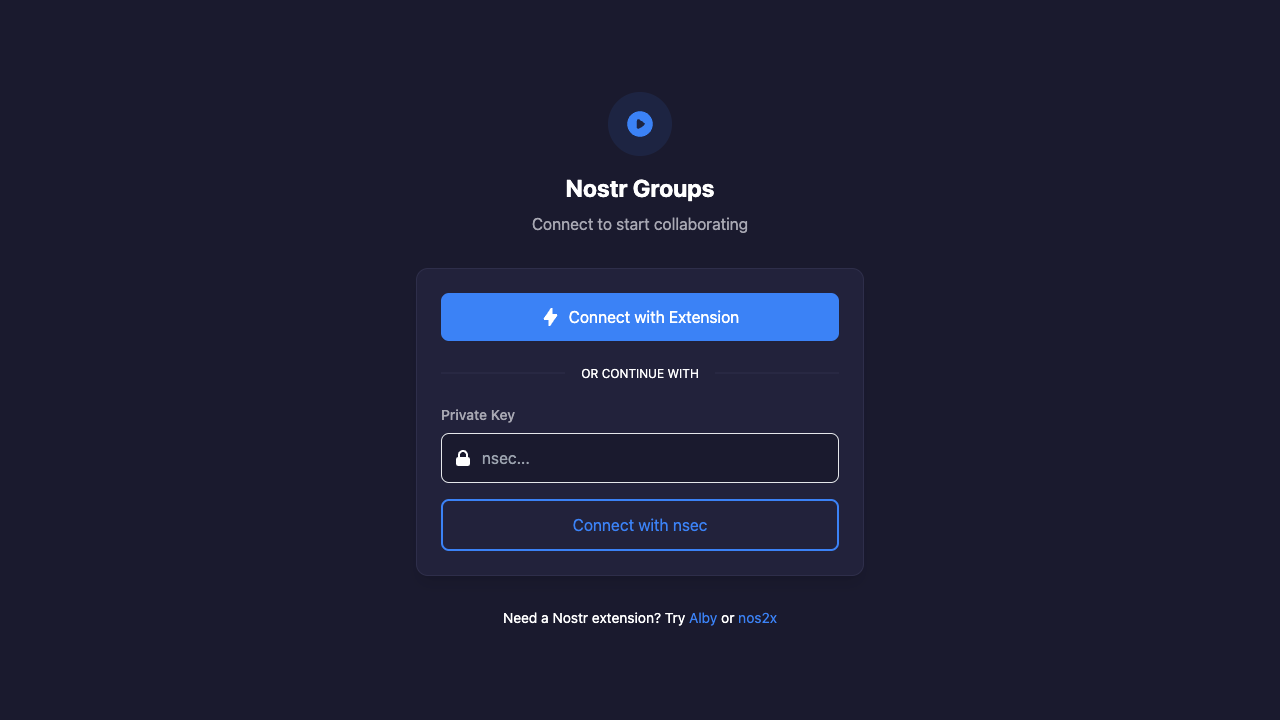 Nostr Groups
Connect to start collaborating
Connect with Extension
OR CONTINUE WITH
Private Key
nsec...
Connect with nsec
Need a Nostr extension? Try Alby or nos2x